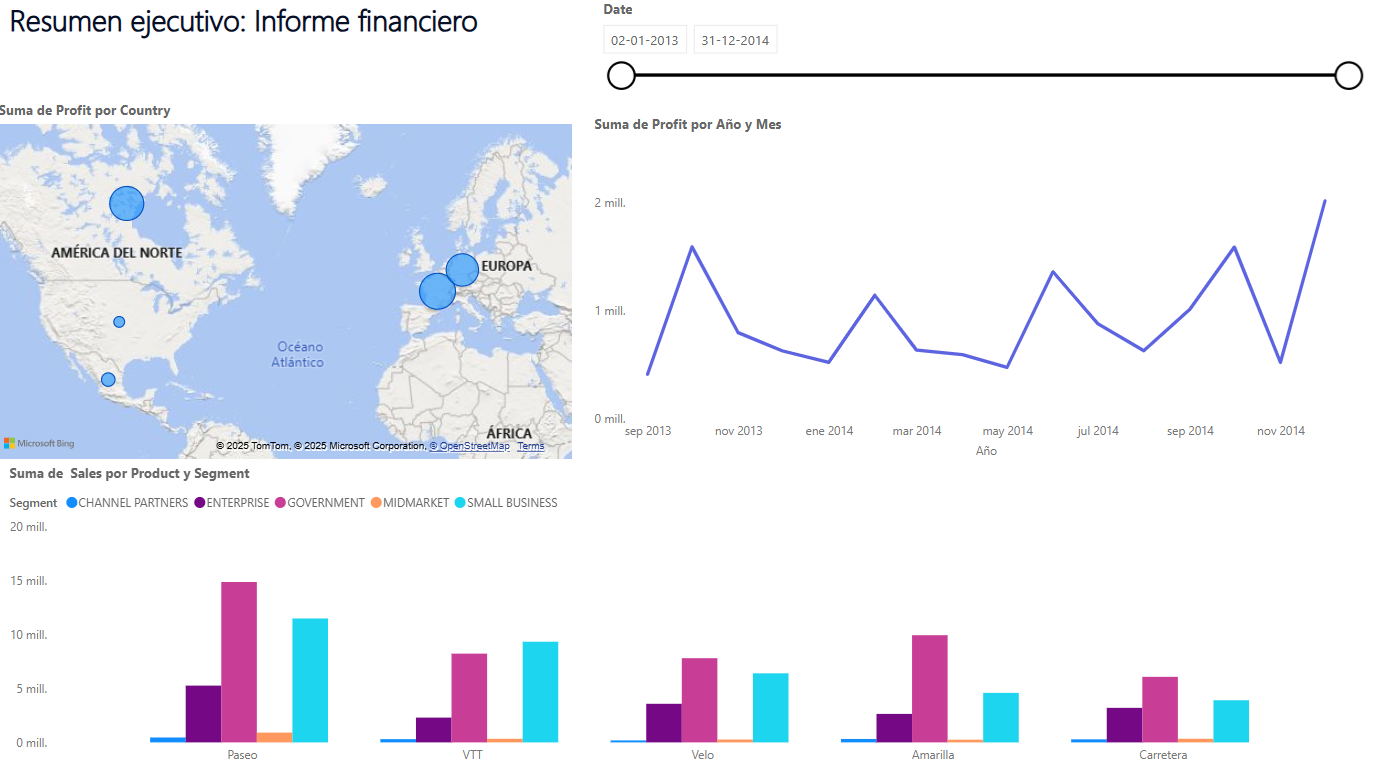 Resumen ejecutivo: Informe financiero
Date
02-01-2013 31-12-2014
Suma de Profit por Country
AMÉRICA DEL NORTE
EUROPA
Océano
Atlántico
ÁFRICA
Microsoft Bing
© 2025 TomTom, © 2025 Microsoft Corporation, © OpenStreetMap Terms
Suma de Profit por Año y Mes
2 mill.
1 mill.
0 mill.
sep 2013 nov 2013 ene 2014 mar 2014 may 2014 jul 2014 sep 2014 nov 2014
Año
Suma de Sales por Product y Segment
Segment CHANNEL PARTNERS ENTERPRISE GOVERNMENT MIDMARKET SMALL BUSINESS
20 mill.
15 mill.
10 mill.
5 mill.
0 mill.
Paseo VTT Velo Amarilla Carretera